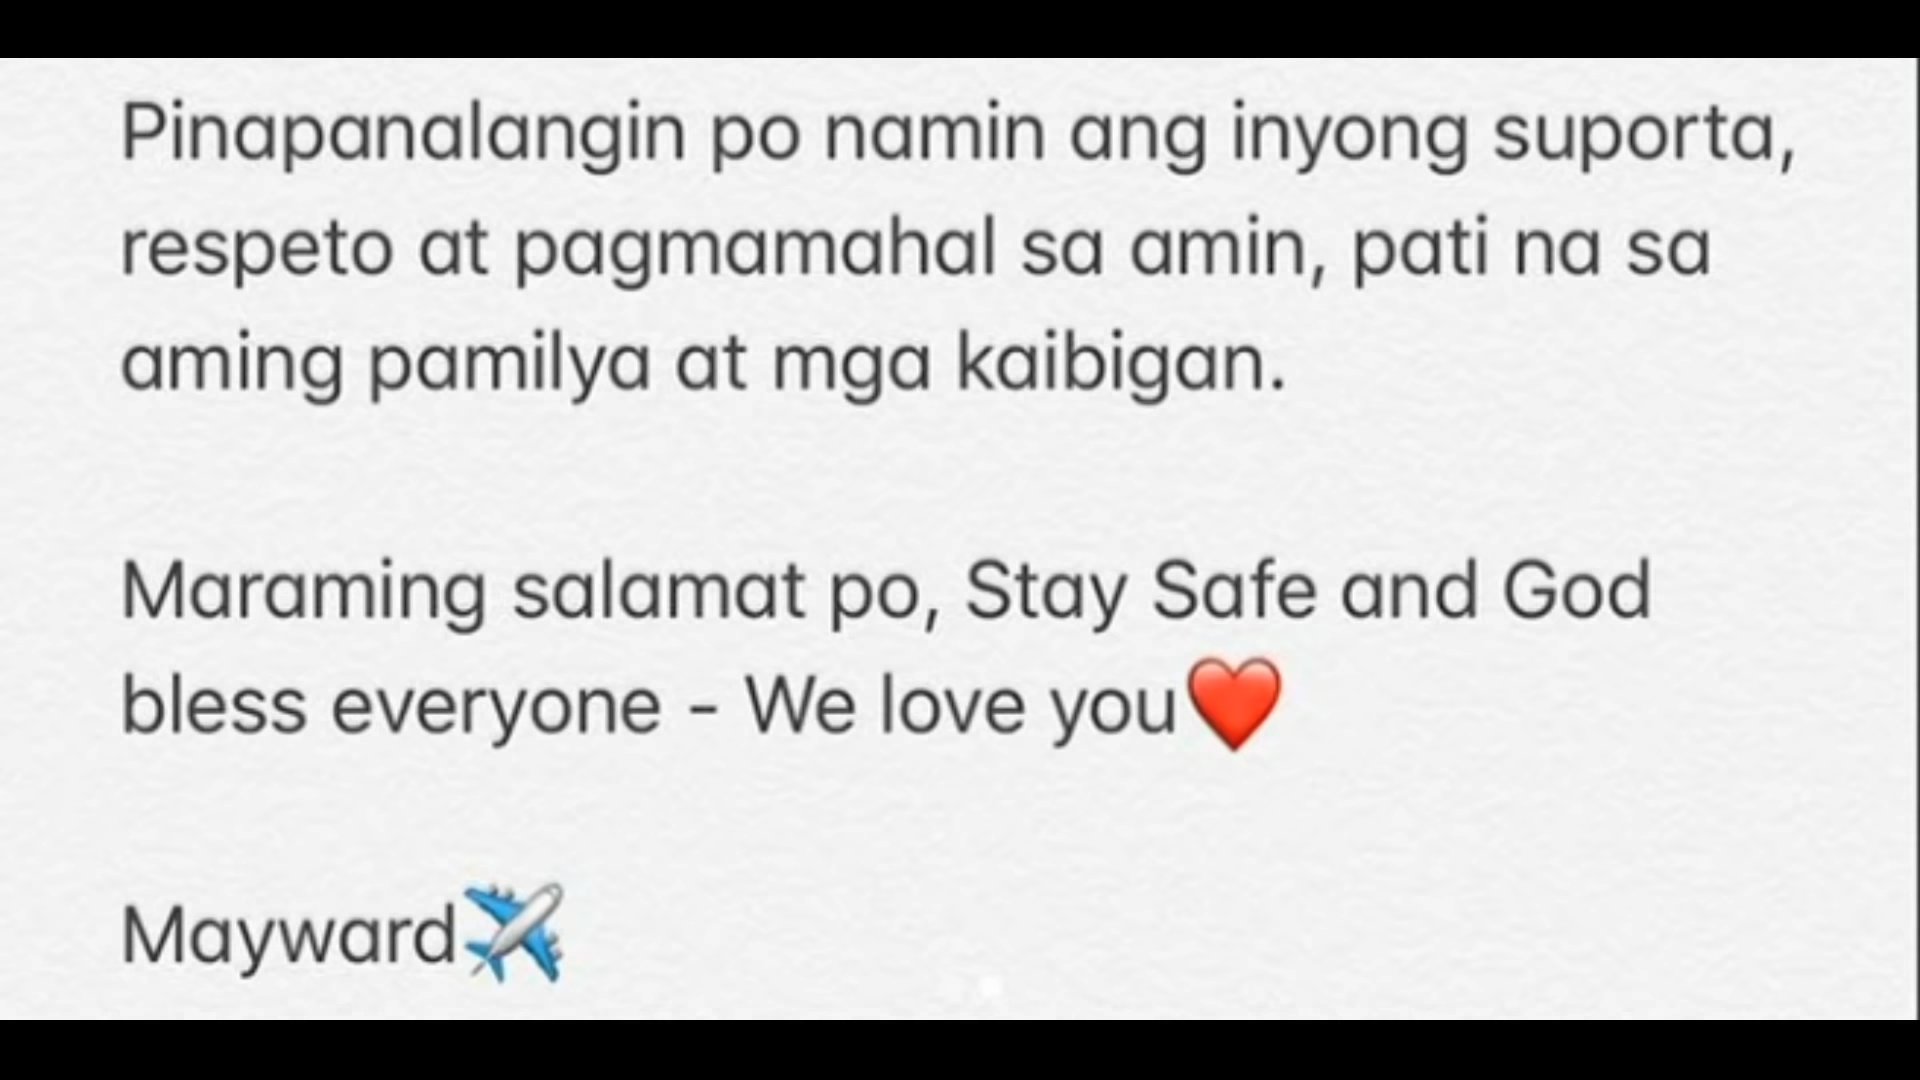 Pinapanalangin po namin ang inyong suporta,
respeto at pagmamahal sa amin, pati na sa
aming pamilya at mga kaibigan.
Maraming salamat po, Stay Safe and God
bless everyone - We love you❤️
Mayward✈️